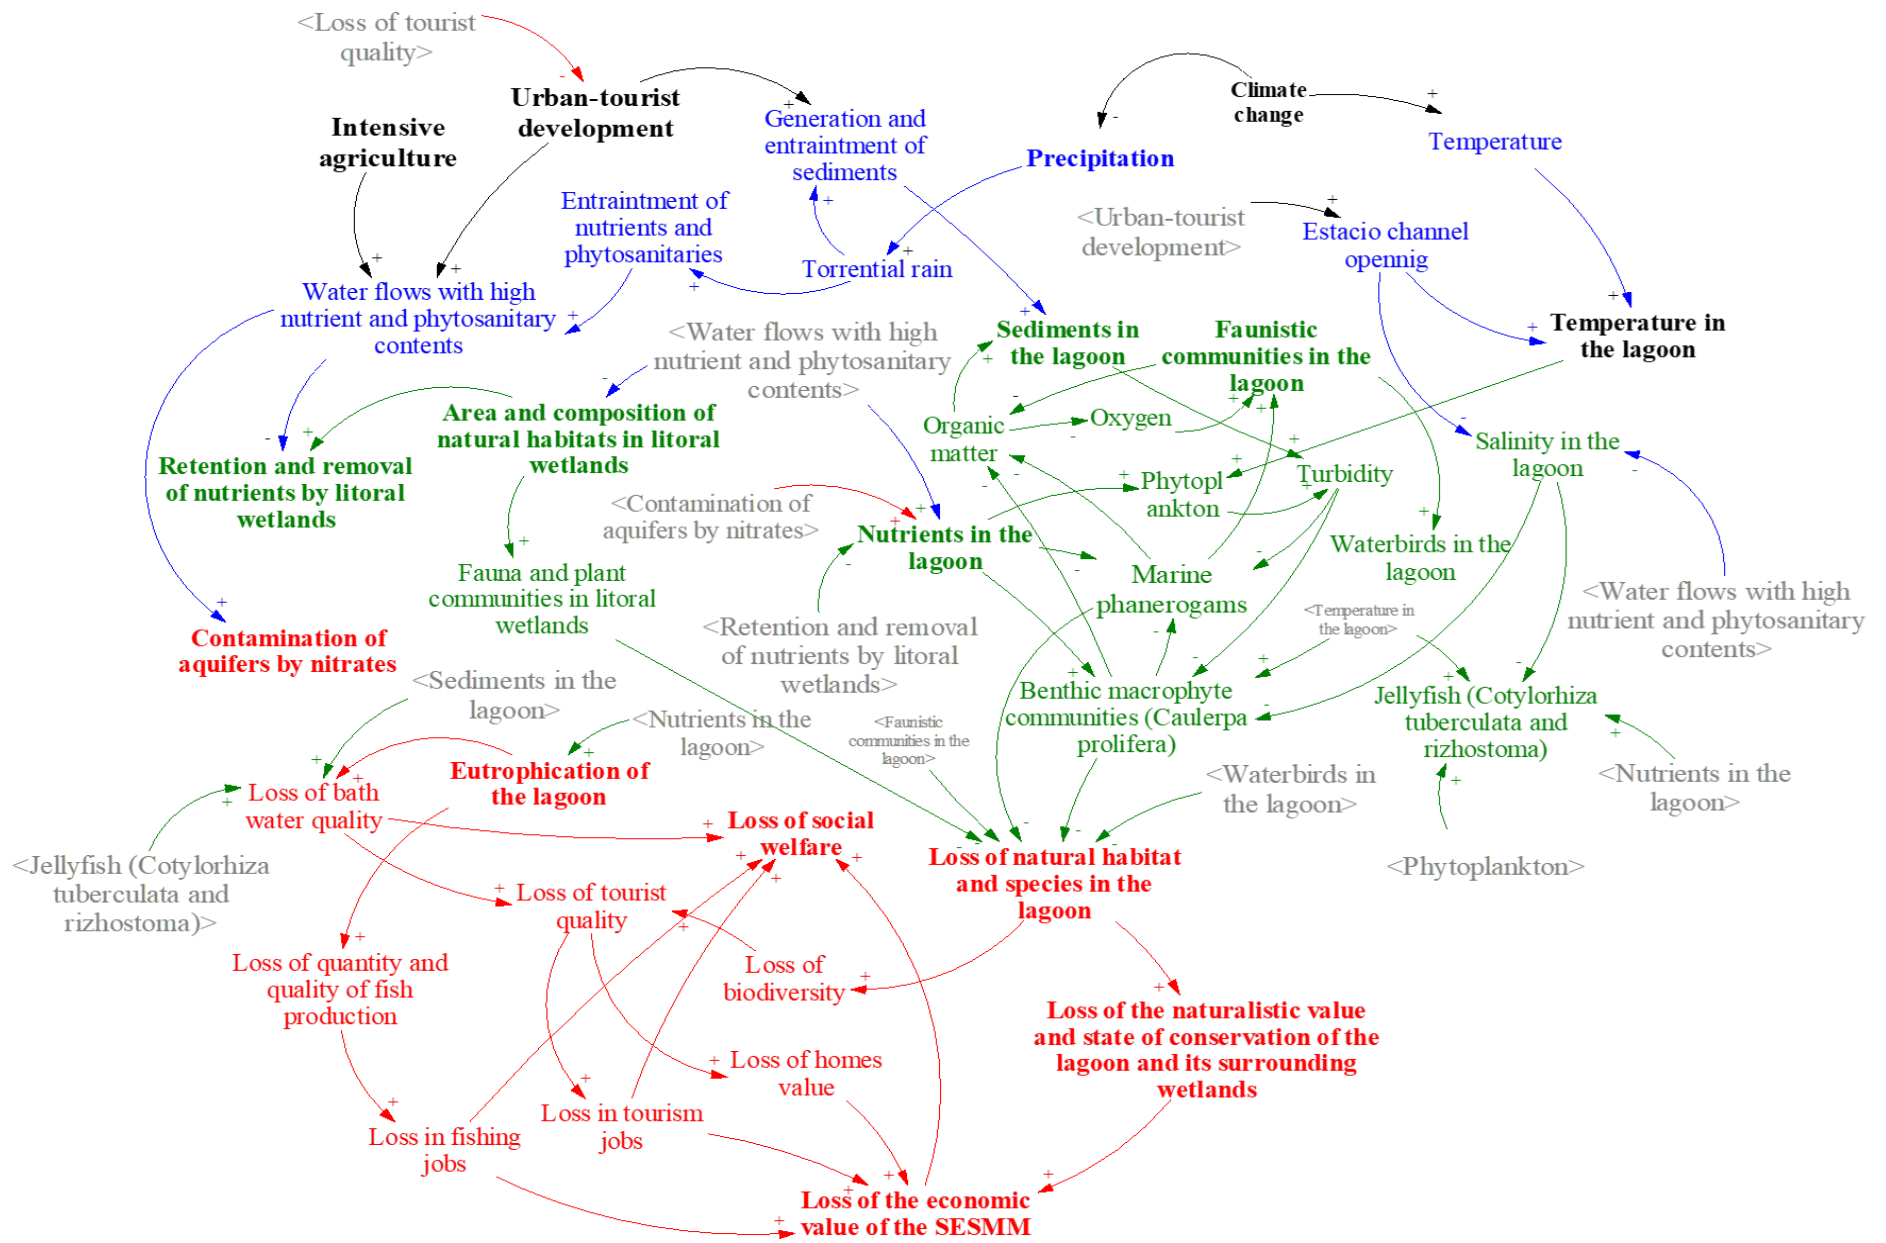 <Loss of tourist
quality>
Urban-tourist
development
Intensive
agriculture
Generation and
entraintment of
sediments
Climate
change
Precipitation
Temperature
Entraintment of
nutrients and
phytosanitaries
Torrential rain
<Urban-tourist
development>
Estacio channel
opennig
Water flows with high
nutrient and phytosanitary
contents
<Water flows with high
nutrient and phytosanitary
contents>
Sediments in
the lagoon
Faunistic
communities in the
lagoon
Temperature in
the lagoon
Area and composition of
natural habitats in litoral
wetlands
Organic
matter
Oxygen
Retention and removal
of nutrients by litoral
wetlands
Phytopl
ankton
Turbidity
Salinity in the
lagoon
<Contamination of
aquifers by nitrates>
Nutrients in the
lagoon
Waterbirds in the
lagoon
Fauna and plant
communities in litoral
wetlands
Marine
phanerogams
<Temperature in
the lagoon>
<Water flows with high
nutrient and phytosanitary
contents>
Contamination of
aquifers by nitrates
<Retention and removal
of nutrients by litoral
wetlands>
<Sediments in the
lagoon>
<Nutrients in the
lagoon>
<Faunistic
communities in the
lagoon>
Benthic macrophyte
communities (Caulerpa
prolifera)
Jellyfish (Cotylorhiza
tuberculata and
rizhostoma)
Eutrophication of
the lagoon
Loss of bath
water quality
<Waterbirds in
the lagoon>
<Nutrients in the
lagoon>
Loss of social
welfare
<Jellyfish (Cotylorhiza
tuberculata and
rizhostoma)>
Loss of natural habitat
and species in the
lagoon
<Phytoplankton>
Loss of tourist
quality
Loss of quantity and
quality of fish
production
Loss of
biodiversity
Loss of the naturalistic value
and state of conservation of the
lagoon and its surrounding
wetlands
Loss of homes
value
Loss in tourism
jobs
Loss in fishing
jobs
Loss of the economic
value of the SESMM